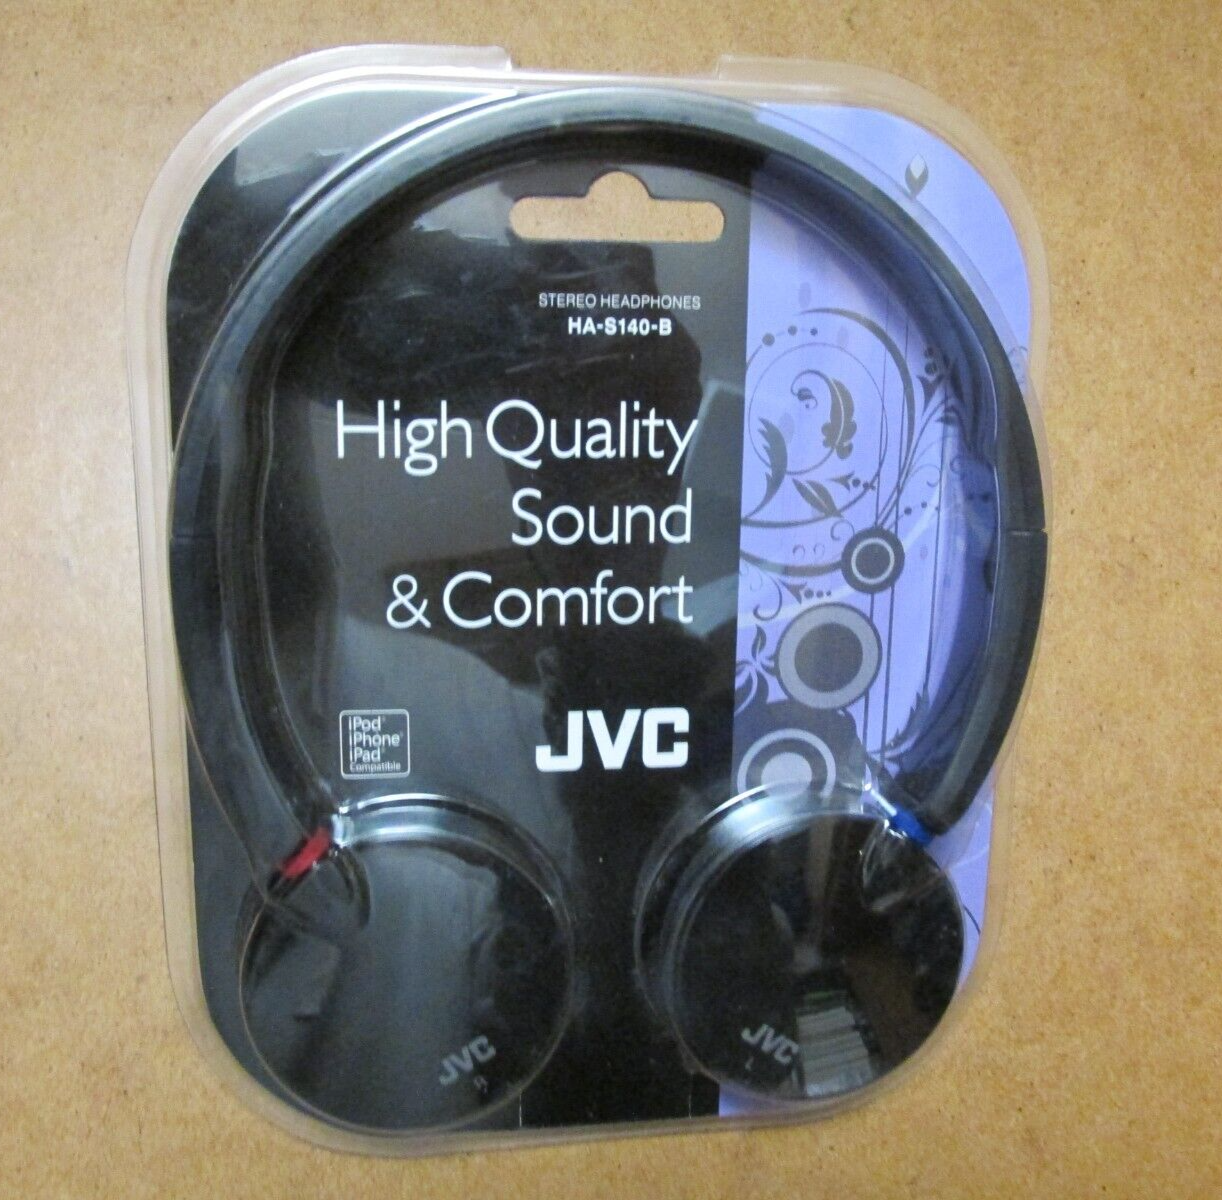 STEREO HEADPHONES
HA-S140-B
High Quality
Sound
& Comfort
iPod
iPhone
iPad
Compatible
JVC
JVC
R
JVC
L